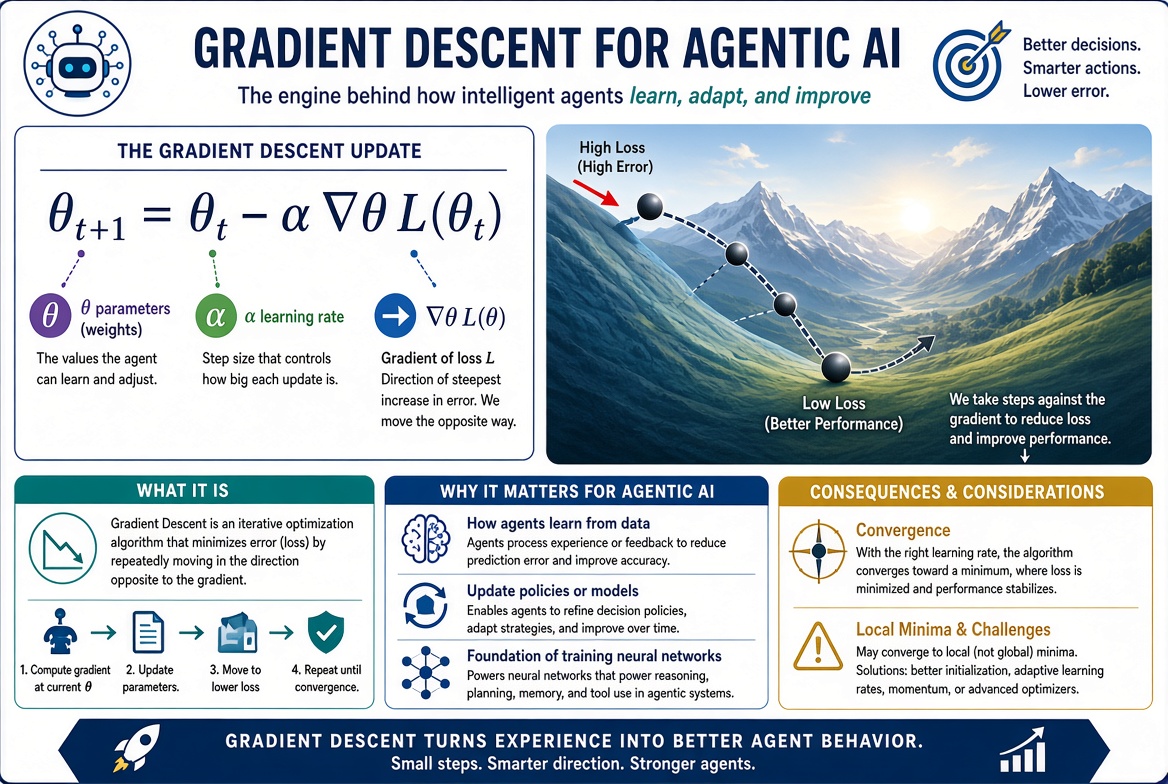 GRADIENT DESCENT FOR AGENTIC AI
The engine behind how intelligent agents learn, adapt, and improve
Better decisions.
Smarter actions.
Lower error.
THE GRADIENT DESCENT UPDATE
θₜ₊₁ = θₜ − α ∇θ L(θₜ)
θ
θ parameters
(weights)
The values the agent
can learn and adjust.
α
α learning rate
Step size that controls
how big each update is.
∇θ L(θ)
Gradient of loss L
Direction of steepest
increase in error. We
move the opposite way.
High Loss
(High Error)
Low Loss
(Better Performance)
We take steps against the
gradient to reduce loss
and improve performance.
WHAT IT IS
Gradient Descent is an iterative optimization
algorithm that minimizes error (loss) by
repeatedly moving in the direction
opposite to the gradient.
1. Compute gradient
at current θ
2. Update
parameters.
3. Move to
lower loss
4. Repeat until
convergence.
WHY IT MATTERS FOR AGENTIC AI
How agents learn from data
Agents process experience or feedback to reduce
prediction error and improve accuracy.
Update policies or models
Enables agents to refine decision policies,
adapt strategies, and improve over time.
Foundation of training neural networks
Powers neural networks that power reasoning,
planning, memory, and tool use in agentic systems.
CONSEQUENCES & CONSIDERATIONS
Convergence
With the right learning rate, the algorithm
converges toward a minimum, where loss is
minimized and performance stabilizes.
Local Minima & Challenges
May converge to local (not global) minima.
Solutions: better initialization, adaptive learning
rates, momentum, or advanced optimizers.
GRADIENT DESCENT TURNS EXPERIENCE INTO BETTER AGENT BEHAVIOR.
Small steps. Smarter direction. Stronger agents.